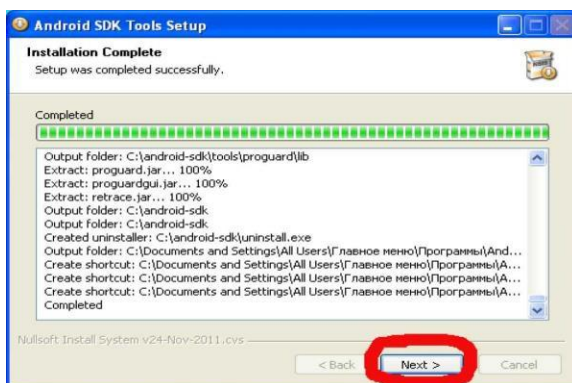 Android SDK Tools Setup
Installation Complete
Setup was completed successfully.
Completed
Output folder: C:\android-sdk\tools\proguard\lib
Extract: proguard.jar... 100%
Extract: proguardgui.jar... 100%
Extract: retrace.jar... 100%
Output folder: C:\android-sdk
Output folder: C:\android-sdk
Created uninstaller: C:\android-sdk\uninstall.exe
Output folder: C:\Documents and Settings\All Users\Главное меню\Программы\And...
Create shortcut: C:\Documents and Settings\All Users\Главное меню\Программы\A...
Create shortcut: C:\Documents and Settings\All Users\Главное меню\Программы\A...
Create shortcut: C:\Documents and Settings\All Users\Главное меню\Программы\A...
Completed
Nullsoft Install System v24-Nov-2011.cvs
< Back Next > Cancel